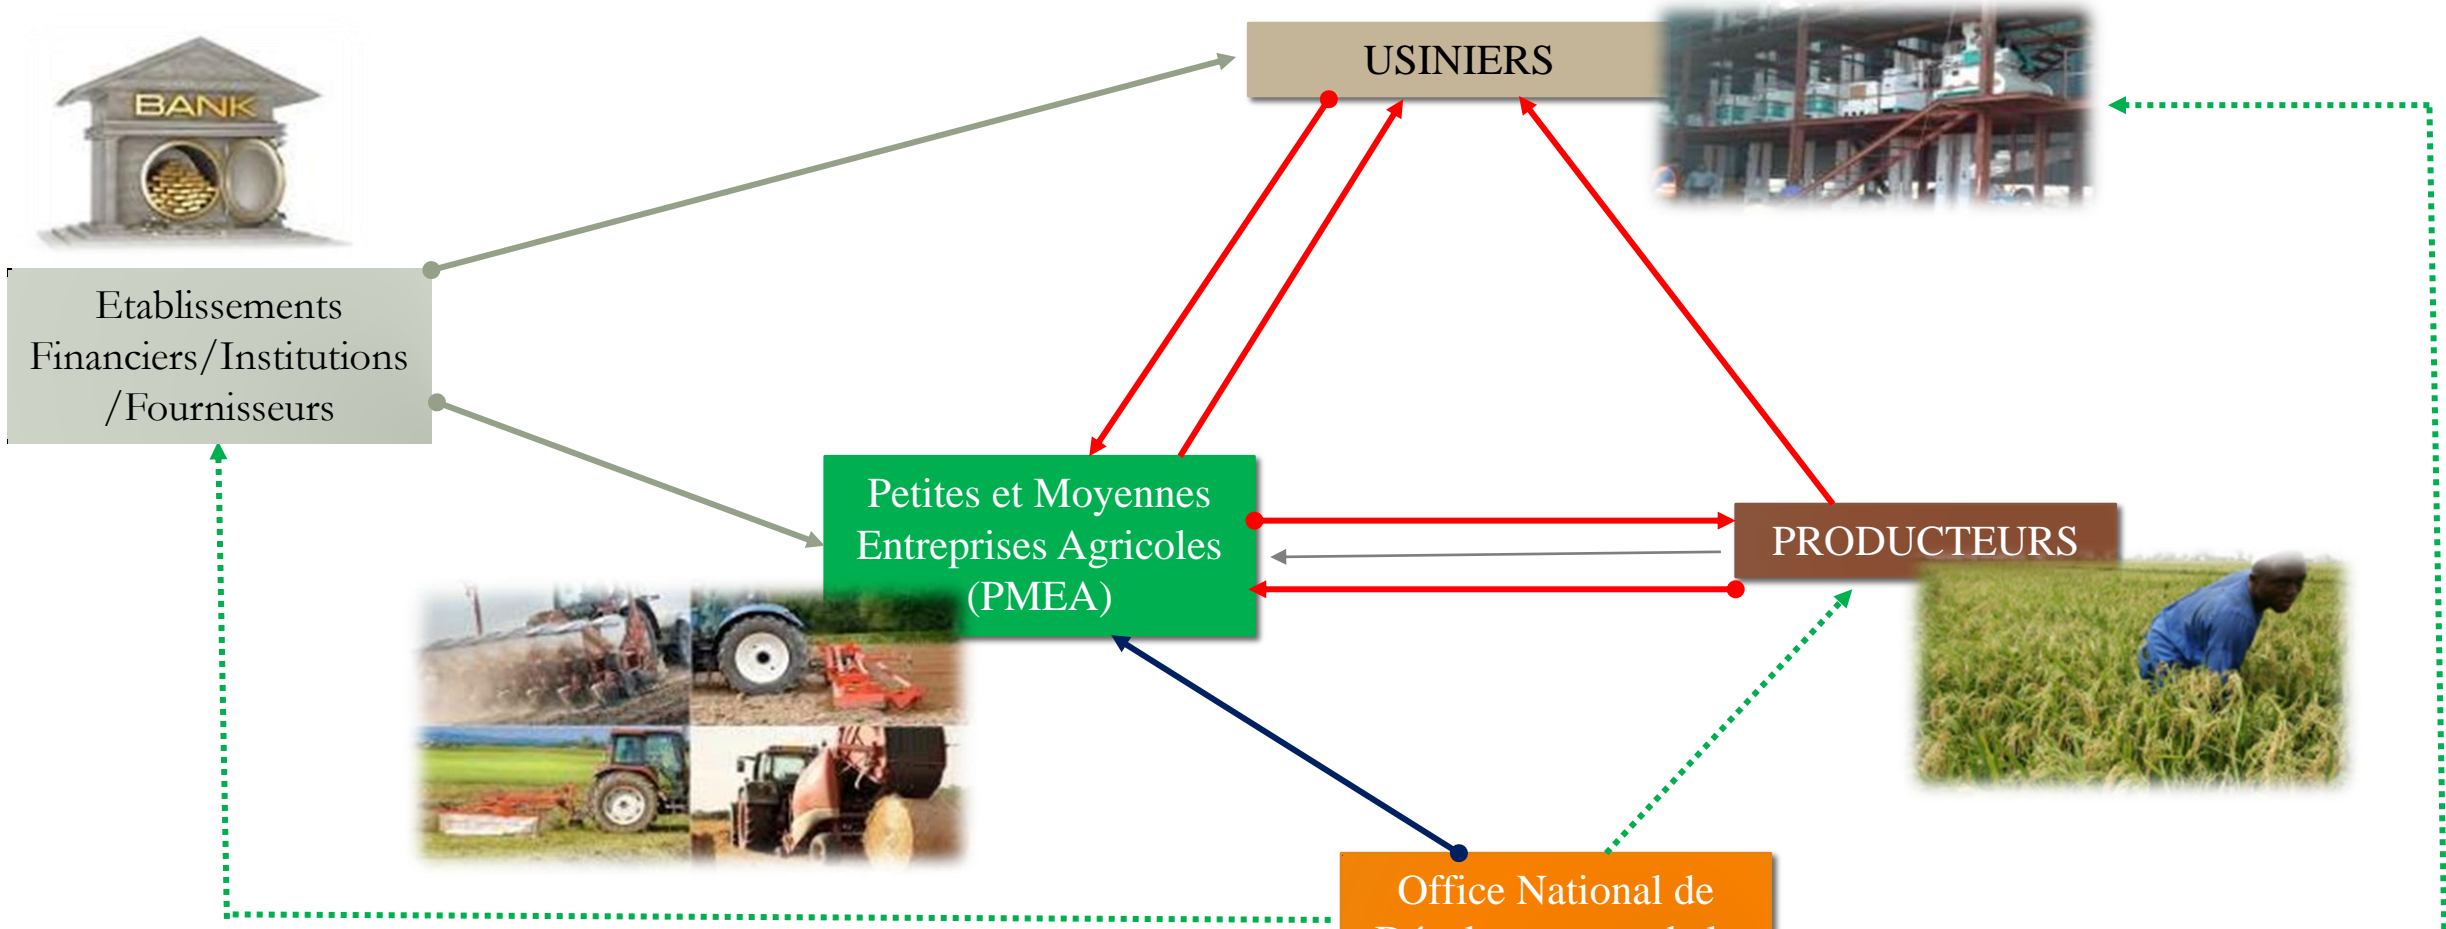 BANK
USINIERS
Etablissements
Financiers/Institutions
/Fournisseurs
Petites et Moyennes
Entreprises Agricoles
(PMEA)
PRODUCTEURS
Office National de